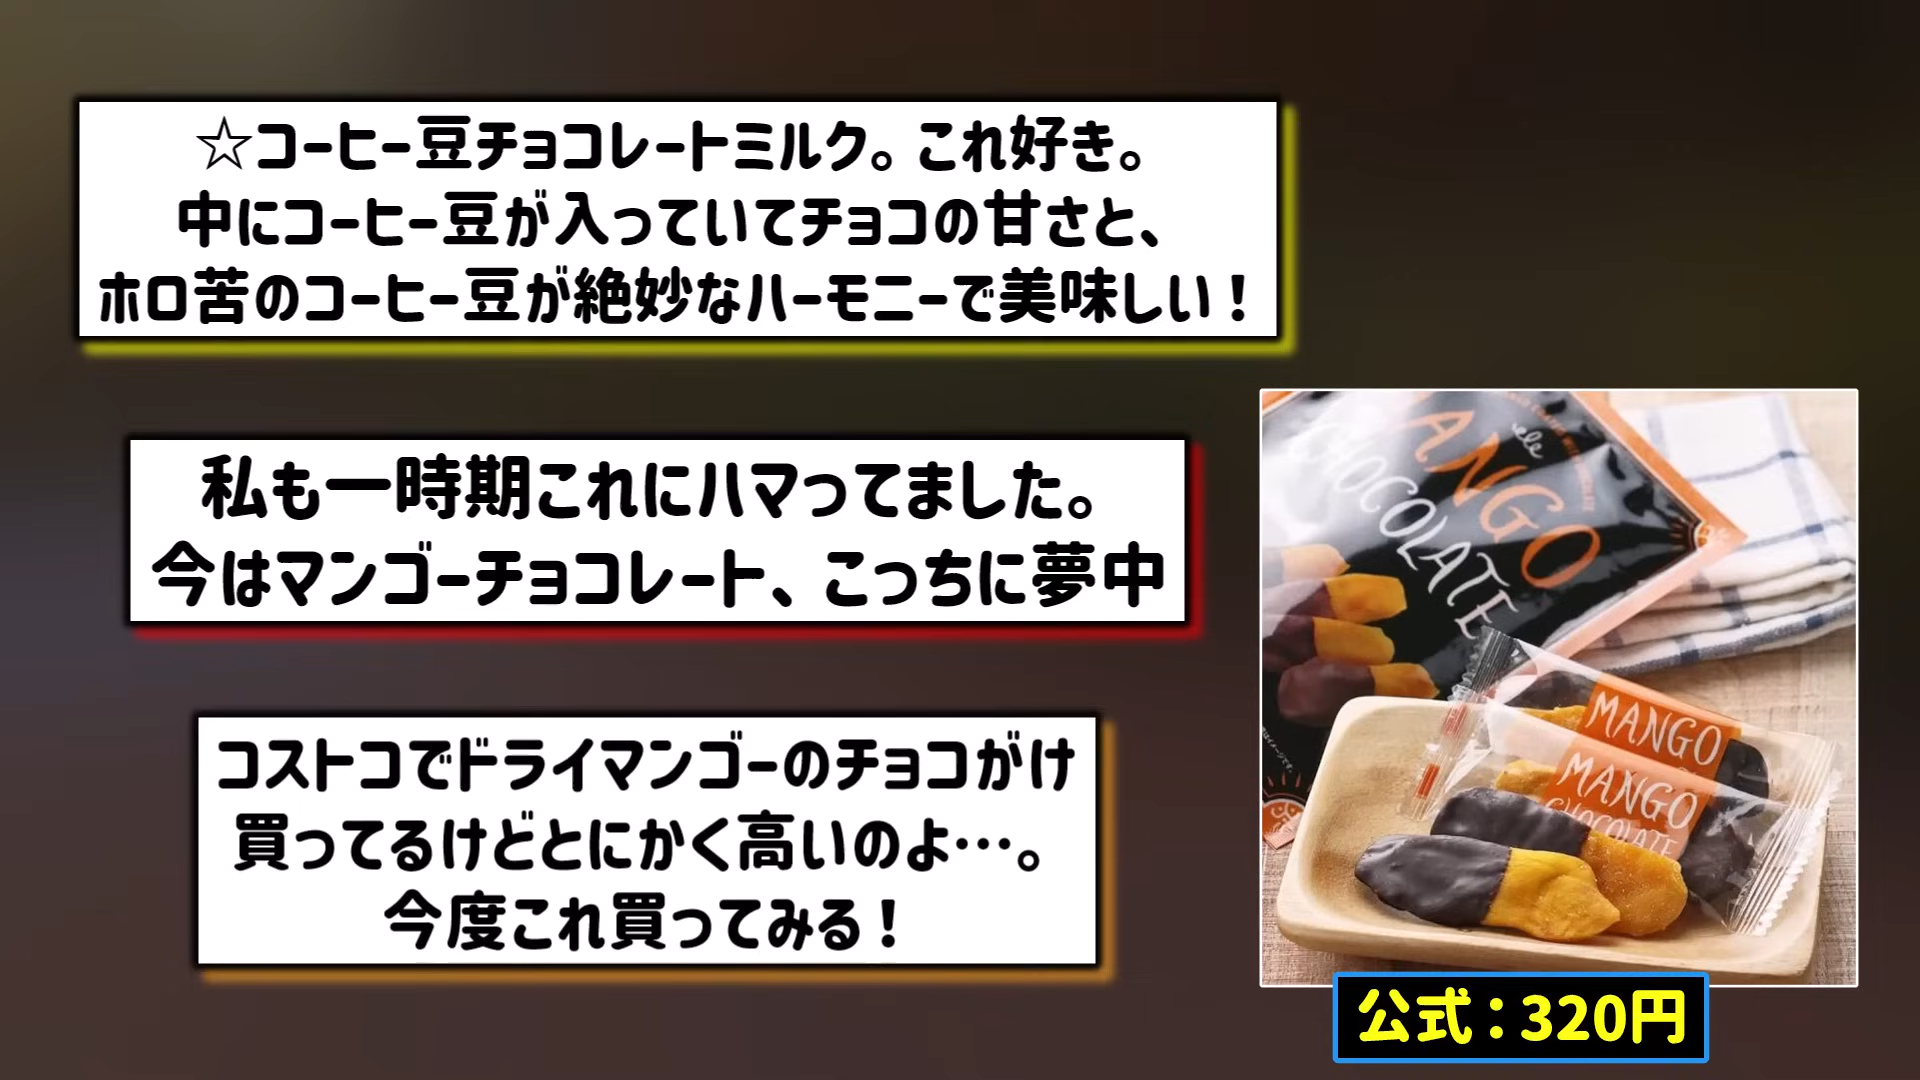 ☆コーヒー豆チョコレートミルク。これ好き。
中にコーヒー豆が入っていてチョコの甘さと、
ホロ苦のコーヒー豆が絶妙なハーモニーで美味しい！
私も一時期これにハマってました。
今はマンゴーチョコレート、こっちに夢中
コストコでドライマンゴーのチョコがけ
買ってるけどとにかく高いのよ…。
今度これ買ってみる！
ANGO
CHOCOLATE
MANGO
MANGO
CHOCOLATE
公式：320円